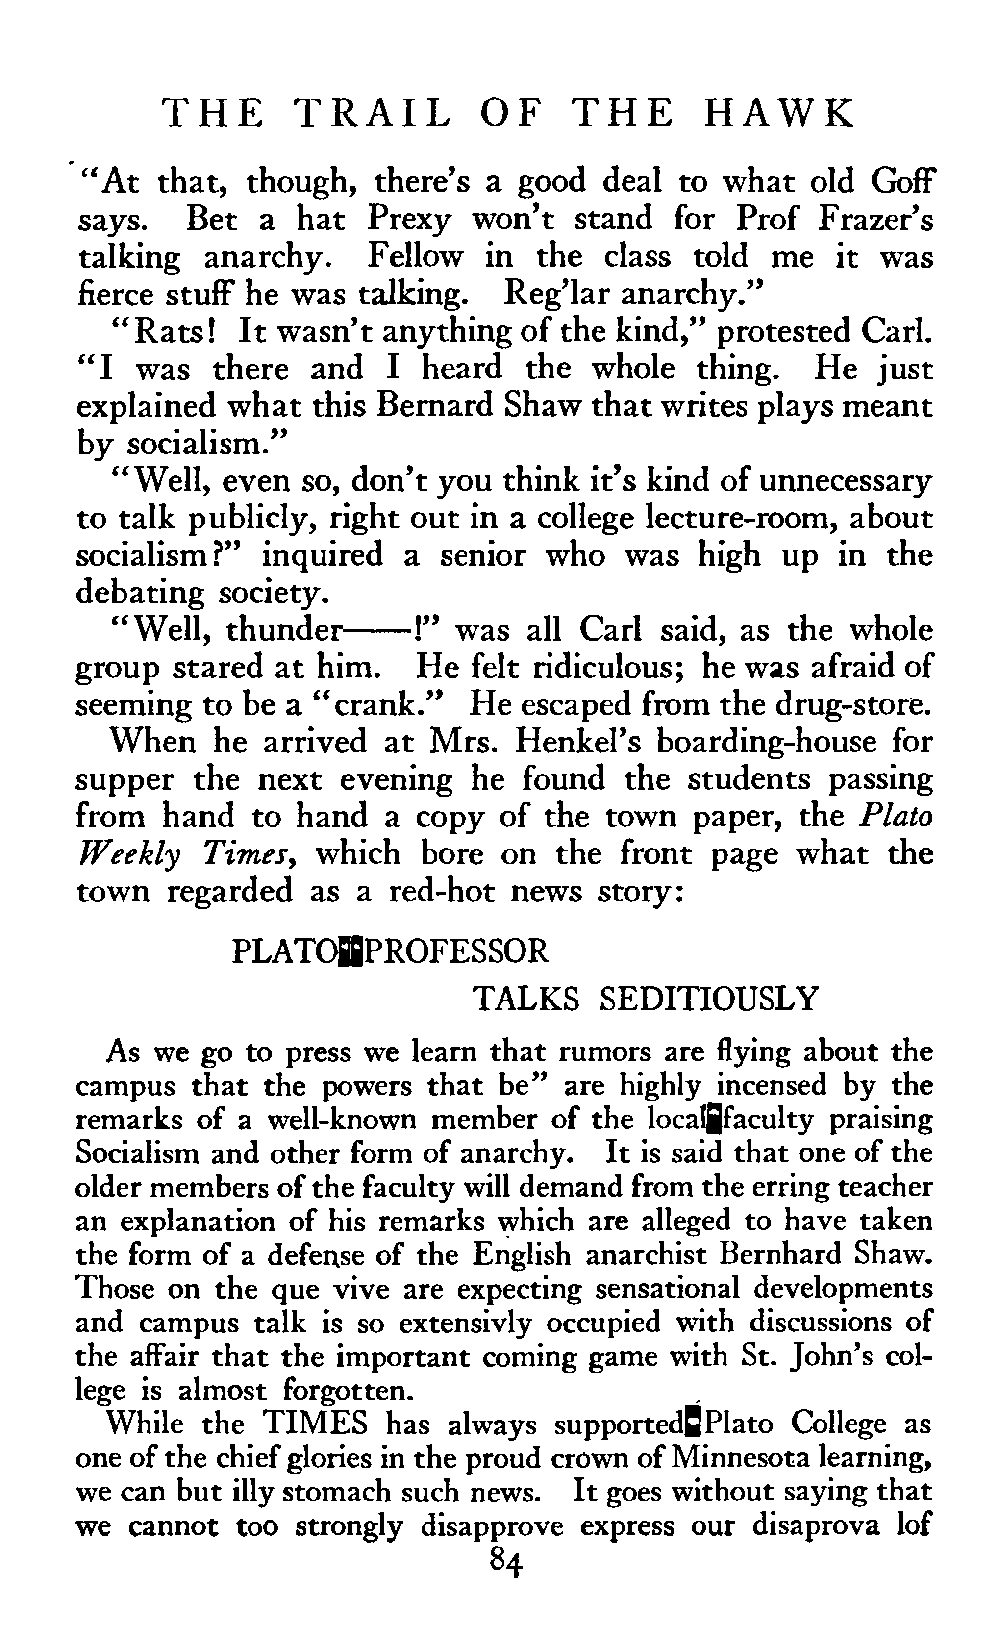 THE TRAIL OF THE HAWK
“At that, though, there’s a good deal to what old Goff
says. Bet a hat Prexy won’t stand for Prof Frazer’s
talking anarchy. Fellow in the class told me it was
fierce stuff he was talking. Reg’lar anarchy.”
“Rats! It wasn’t anything of the kind,” protested Carl.
“I was there and I heard the whole thing. He just
explained what this Bernard Shaw that writes plays meant
by socialism.”
“Well, even so, don’t you think it’s kind of unnecessary
to talk publicly, right out in a college lecture-room, about
socialism?” inquired a senior who was high up in the
debating society.
“Well, thunder——!” was all Carl said, as the whole
group stared at him. He felt ridiculous; he was afraid of
seeming to be a “crank.” He escaped from the drug-store.
When he arrived at Mrs. Henkel’s boarding-house for
supper the next evening he found the students passing
from hand to hand a copy of the town paper, the Plato
Weekly Times, which bore on the front page what the
town regarded as a red-hot news story:
PLATO PROFESSOR
TALKS SEDITIOUSLY
As we go to press we learn that rumors are flying about the
campus that the powers that be” are highly incensed by the
remarks of a well-known member of the local faculty praising
Socialism and other form of anarchy. It is said that one of the
older members of the faculty will demand from the erring teacher
an explanation of his remarks which are alleged to have taken
the form of a defense of the English anarchist Bernhard Shaw.
Those on the que vive are expecting sensational developments
and campus talk is so extensivly occupied with discussions of
the affair that the important coming game with St. John’s col-
lege is almost forgotten.
While the TIMES has always supported Plato College as
one of the chief glories in the proud crown of Minnesota learning,
we can but illy stomach such news. It goes without saying that
we cannot too strongly disapprove express our disaprova lof
84